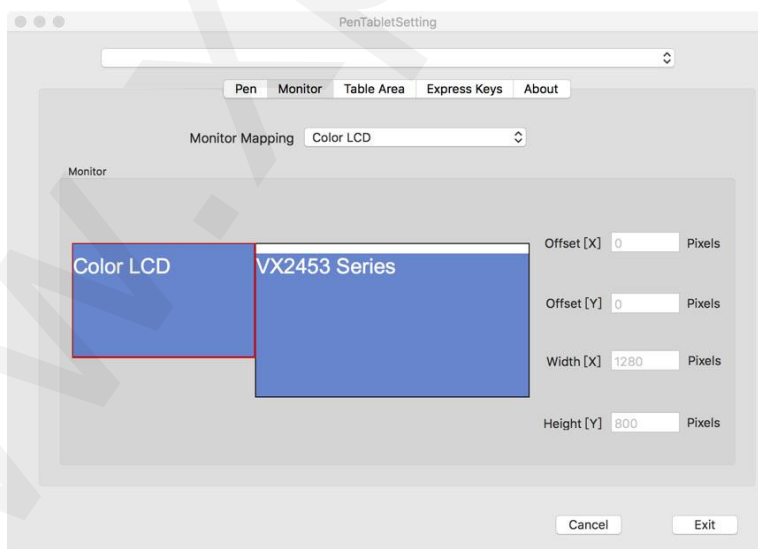 PenTabletSetting
Pen Monitor Table Area Express Keys About
Monitor Mapping Color LCD
Monitor
Color LCD VX2453 Series
Offset [X] 0 Pixels
Offset [Y] 0 Pixels
Width [X] 1280 Pixels
Height [Y] 800 Pixels
Cancel Exit